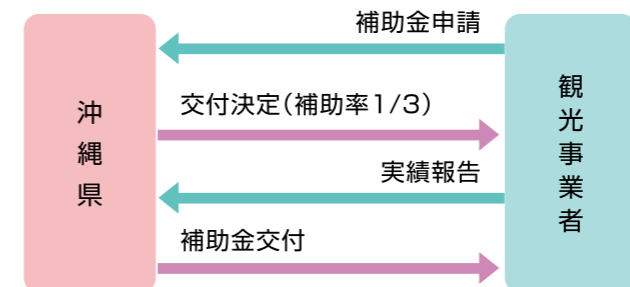 沖縄県
補助金申請
交付決定（補助率1/3）
実績報告
補助金交付
観光事業者